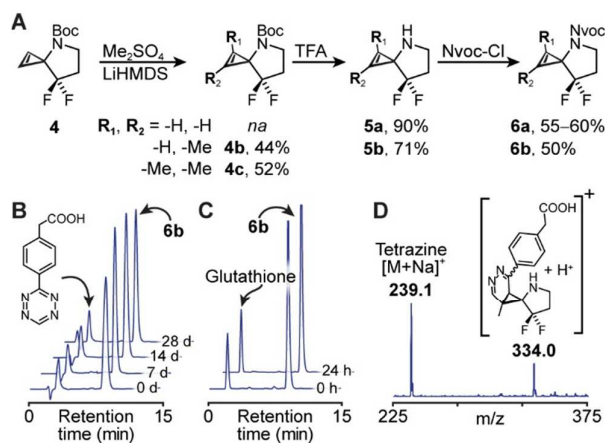 A
Boc
N
F F
4
Me₂SO₄
LiHMDS
R₁ Boc
N
R₂
F F
TFA
R₁ H
N
R₂
F F
Nvoc-Cl
R₁ Nvoc
N
R₂
F F
R₁, R₂ = -H, -H na 5a, 90% 6a, 55–60%
-H, -Me 4b, 44% 5b, 71% 6b, 50%
-Me, -Me 4c, 52%
B
COOH
N N
N N
6b
28 d
14 d
7 d
0 d
0 Retention 15
time (min)
C
6b
Glutathione
24 h
0 h
0 Retention 15
time (min)
D
Tetrazine
[M+Na]⁺
239.1
COOH
+
N
N
H
N
+ H⁺
F F
334.0
225 m/z 375